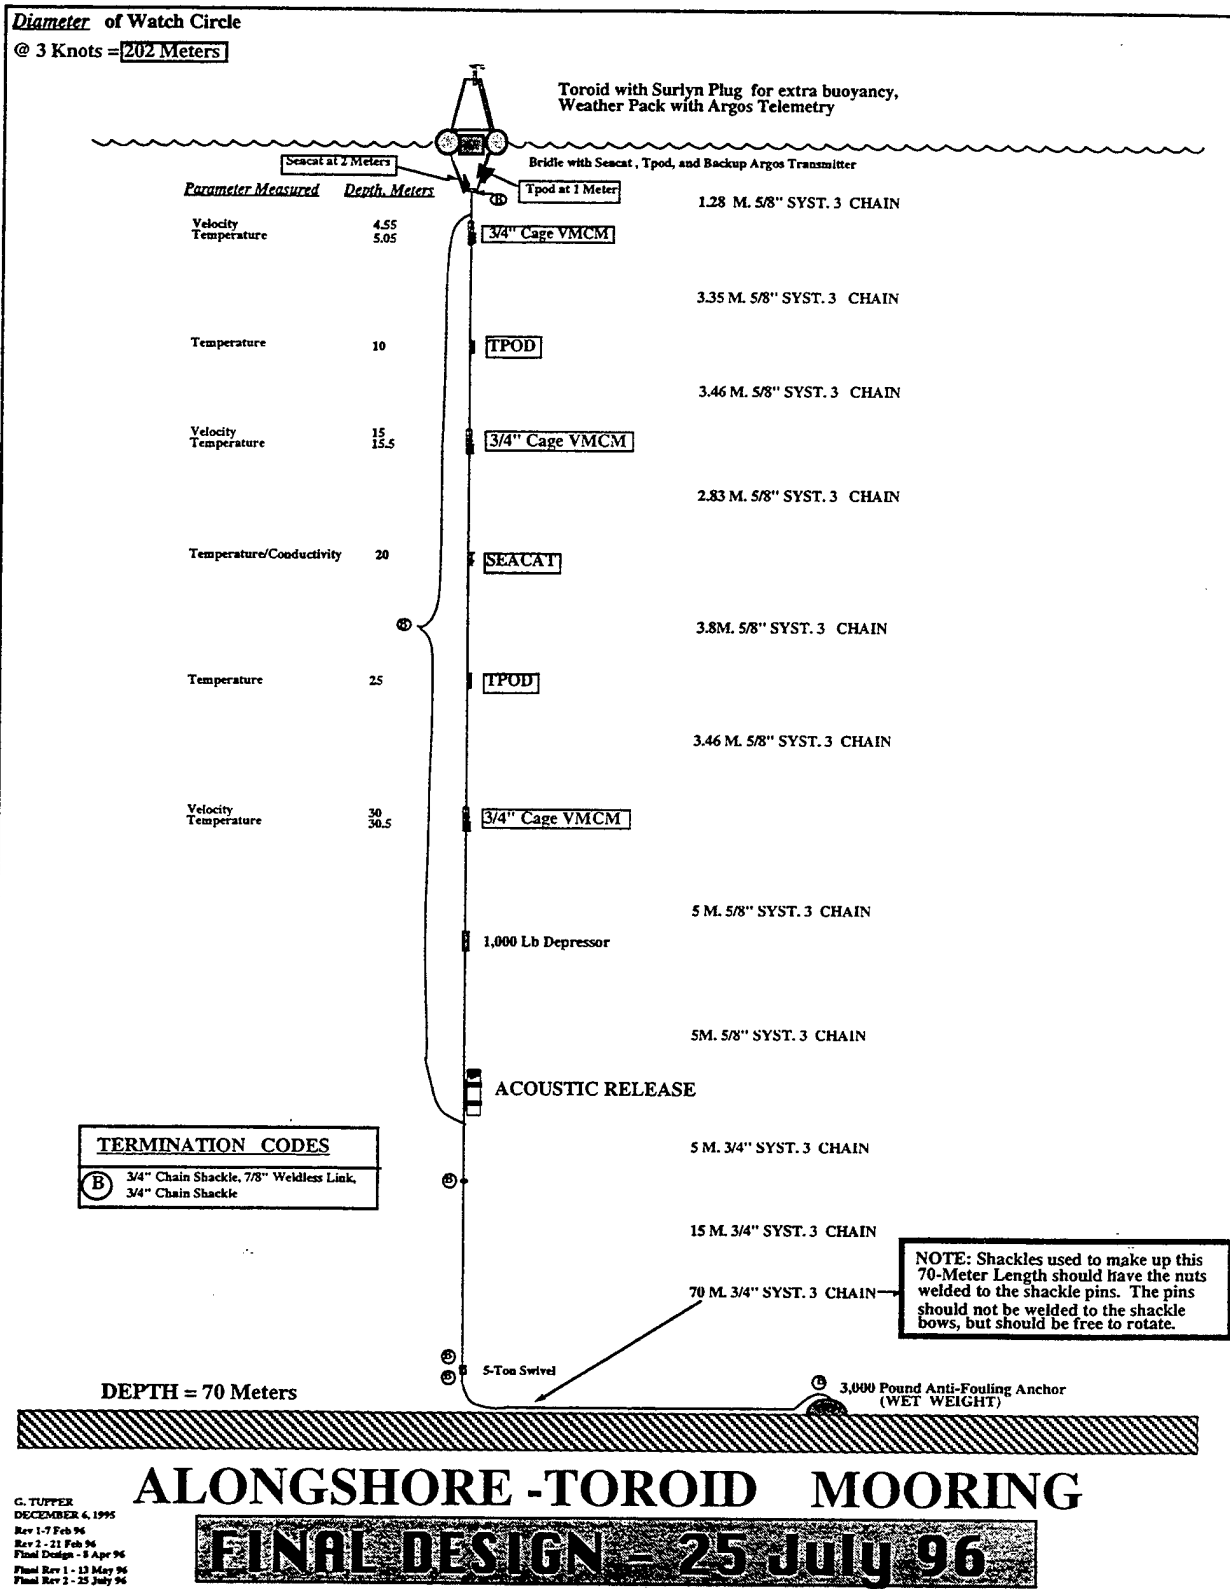 Diameter of Watch Circle
@ 3 Knots = 202 Meters
Toroid with Surlyn Plug for extra buoyancy,
Weather Pack with Argos Telemetry
Seacat at 2 Meters
Bridle with Seacat, Tpod, and Backup Argos Transmitter
Tpod at 1 Meter
Parameter Measured Depth, Meters
B
1.28 M. 5/8" SYST. 3 CHAIN
Velocity 4.55
Temperature 5.05
3/4" Cage VMCM
3.35 M. 5/8" SYST. 3 CHAIN
Temperature 10
TPOD
3.46 M. 5/8" SYST. 3 CHAIN
Velocity 15
Temperature 15.5
3/4" Cage VMCM
2.83 M. 5/8" SYST. 3 CHAIN
Temperature/Conductivity 20
SEACAT
B
3.8M. 5/8" SYST. 3 CHAIN
Temperature 25
TPOD
3.46 M. 5/8" SYST. 3 CHAIN
Velocity 30
Temperature 30.5
3/4" Cage VMCM
5 M. 5/8" SYST. 3 CHAIN
1,000 Lb Depressor
5M. 5/8" SYST. 3 CHAIN
ACOUSTIC RELEASE
TERMINATION CODES
B 3/4" Chain Shackle, 7/8" Weldless Link,
3/4" Chain Shackle
5 M. 3/4" SYST. 3 CHAIN
B
15 M. 3/4" SYST. 3 CHAIN
70 M. 3/4" SYST. 3 CHAIN
NOTE: Shackles used to make up this
70-Meter Length should have the nuts
welded to the shackle pins. The pins
should not be welded to the shackle
bows, but should be free to rotate.
B
B
5-Ton Swivel
DEPTH = 70 Meters
B
3,000 Pound Anti-Fouling Anchor
(WET WEIGHT)
ALONGSHORE -TOROID MOORING
FINAL DESIGN - 25 July 96
G. TUPPER
DECEMBER 6, 1995
Rev 1-7 Feb 96
Rev 2 - 21 Feb 96
Final Design - 8 Apr 96
Final Rev 1 - 13 May 96
Final Rev 2 - 25 July 96